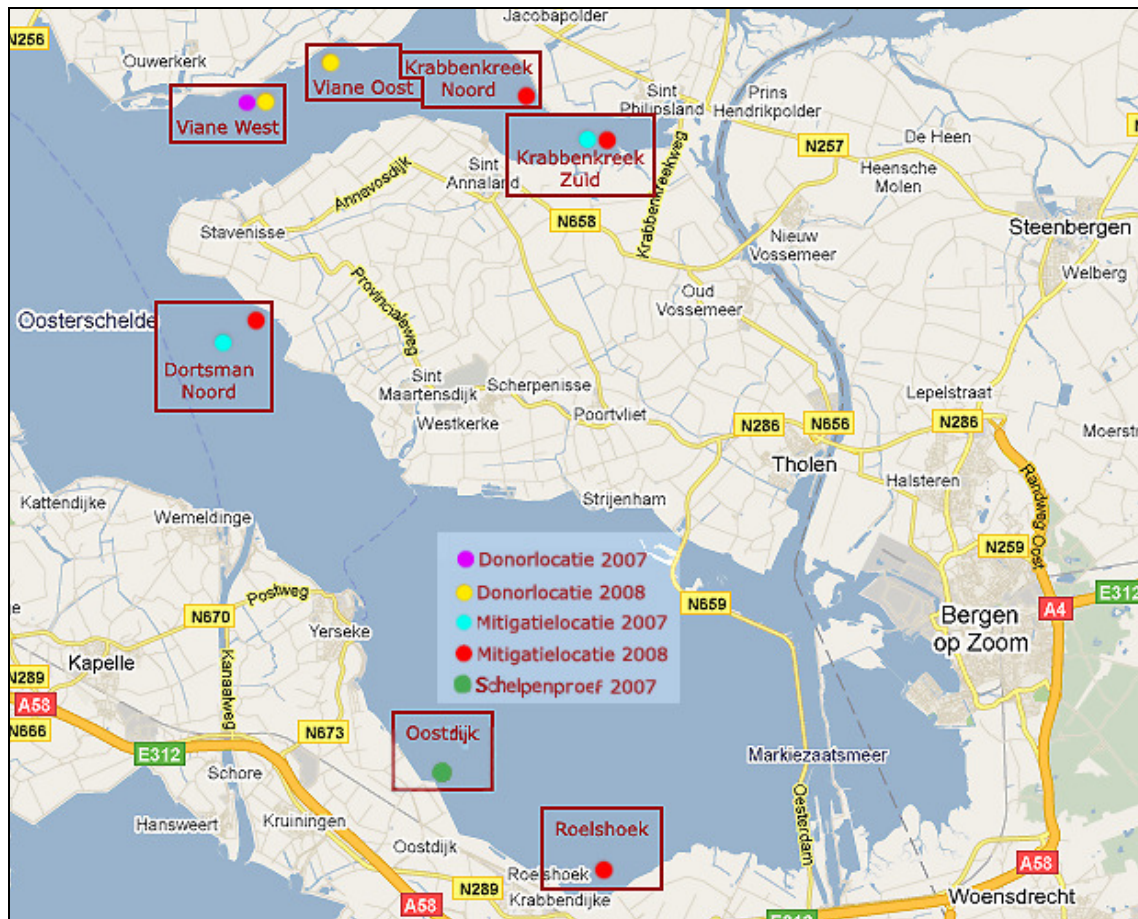 Jacobapolder
N256
Ouwerkerk
Viane Oost
Krabbenkreek
Noord
Viane West
Sint
Philipsland
Prins
Hendrikpolder
De Heen
N257
Heensche
Molen
Krabbenkreek
Zuid
Sint
Annaland
Annavosdijk
Krabbenkreekweg
N658
Stavenisse
Steenbergen
Nieuw
Vossemeer
Welberg
Provincialeweg
Oud
Vossemeer
Oosterschelde
Dortsman
Noord
Sint
Maartensdijk
Scherpenisse
Westkerke
Poortvliet
Lepelstraat
N286
N656
N286
Moerstr
Tholen
Halsteren
Randweg Oost
Kattendijke
Strijenham
Wemeldinge
N259
Donorlocatie 2007
Donorlocatie 2008
Mitigatielocatie 2007
Mitigatielocatie 2008
Schelpenproef 2007
Postweg
N670
Yerseke
N659
A4
E312
Bergen
op Zoom
Kapelle
Kanaalweg
N289
A58
N666
N673
E312
Oostdijk
Markiezaatsmeer
Schore
Oesterdam
Hansweert
Kruiningen
Roelshoek
Oostdijk
Roelshoek
Krabbendijke
N289
A58
A58
Woensdrecht